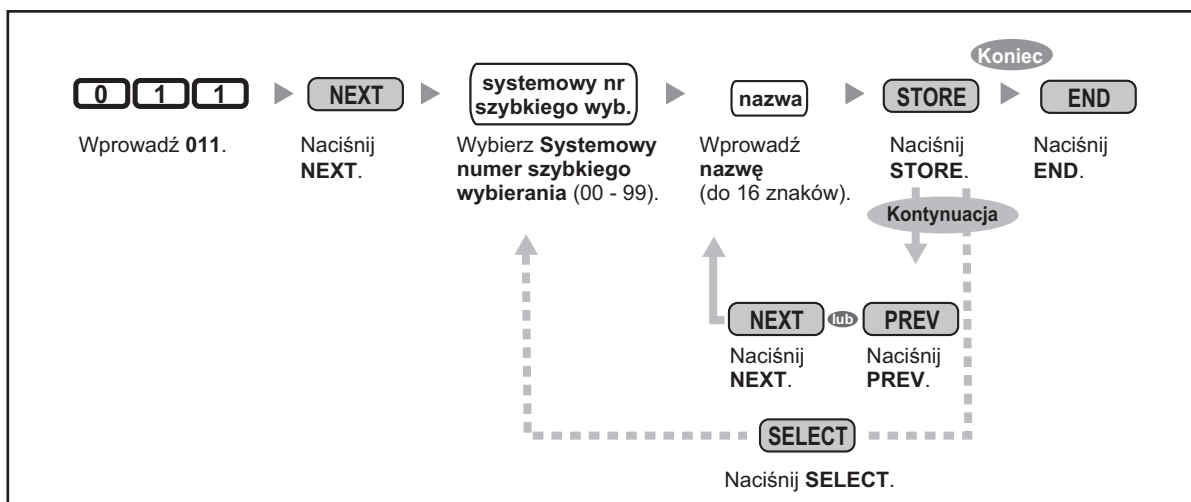 Koniec
0 1 1
NEXT
systemowy nr
szybkiego wyb.
nazwa
STORE
END
Wprowadź 011.
Naciśnij
NEXT.
Wybierz Systemowy
numer szybkiego
wybierania (00 - 99).
Wprowadź
nazwę
(do 16 znaków).
Naciśnij
STORE.
Naciśnij
END.
Kontynuacja
NEXT
lub
PREV
Naciśnij
NEXT.
Naciśnij
PREV.
SELECT
Naciśnij SELECT.